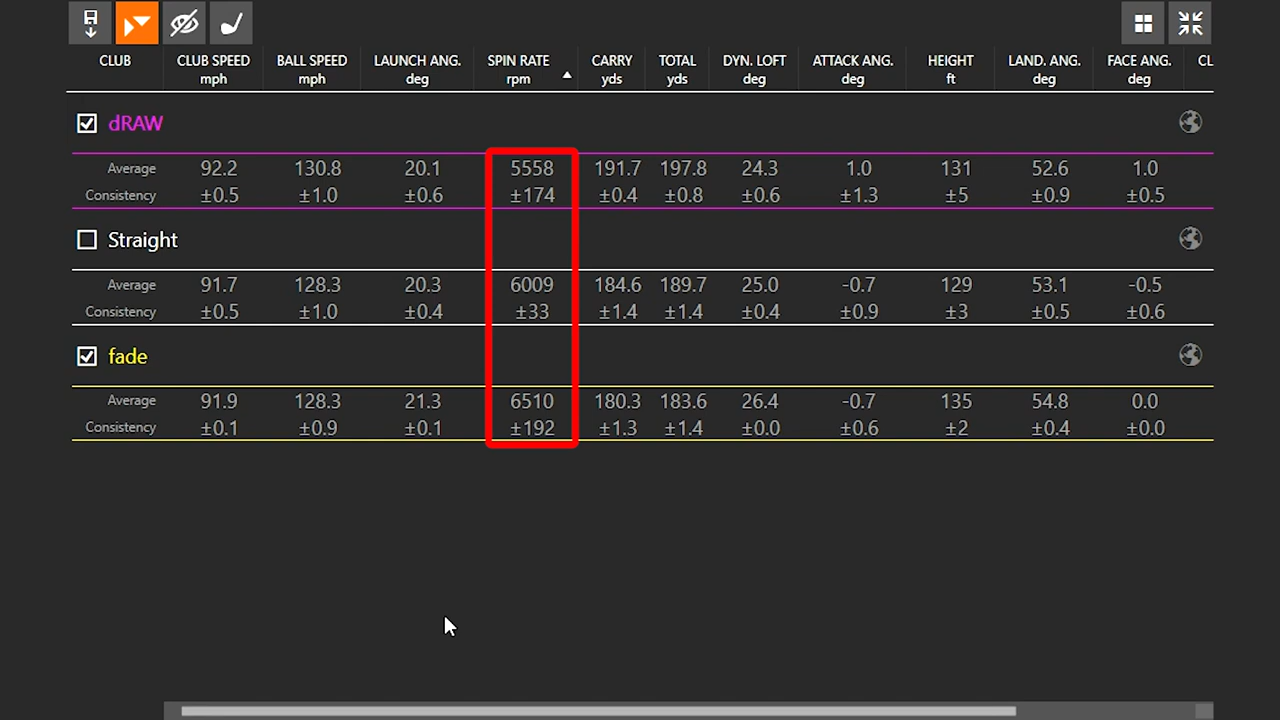 CLUB CLUB SPEED BALL SPEED LAUNCH ANG. SPIN RATE CARRY TOTAL DYN. LOFT ATTACK ANG. HEIGHT LAND. ANG. FACE ANG. CL
mph mph deg rpm yds yds deg deg ft deg deg
dRAW
Average 92.2 130.8 20.1 5558 191.7 197.8 24.3 1.0 131 52.6 1.0
Consistency ±0.5 ±1.0 ±0.6 ±174 ±0.4 ±0.8 ±0.6 ±1.3 ±5 ±0.9 ±0.5
Straight
Average 91.7 128.3 20.3 6009 184.6 189.7 25.0 -0.7 129 53.1 -0.5
Consistency ±0.5 ±1.0 ±0.4 ±33 ±1.4 ±1.4 ±0.4 ±0.9 ±3 ±0.5 ±0.6
fade
Average 91.9 128.3 21.3 6510 180.3 183.6 26.4 -0.7 135 54.8 0.0
Consistency ±0.1 ±0.9 ±0.1 ±192 ±1.3 ±1.4 ±0.0 ±0.6 ±2 ±0.4 ±0.0